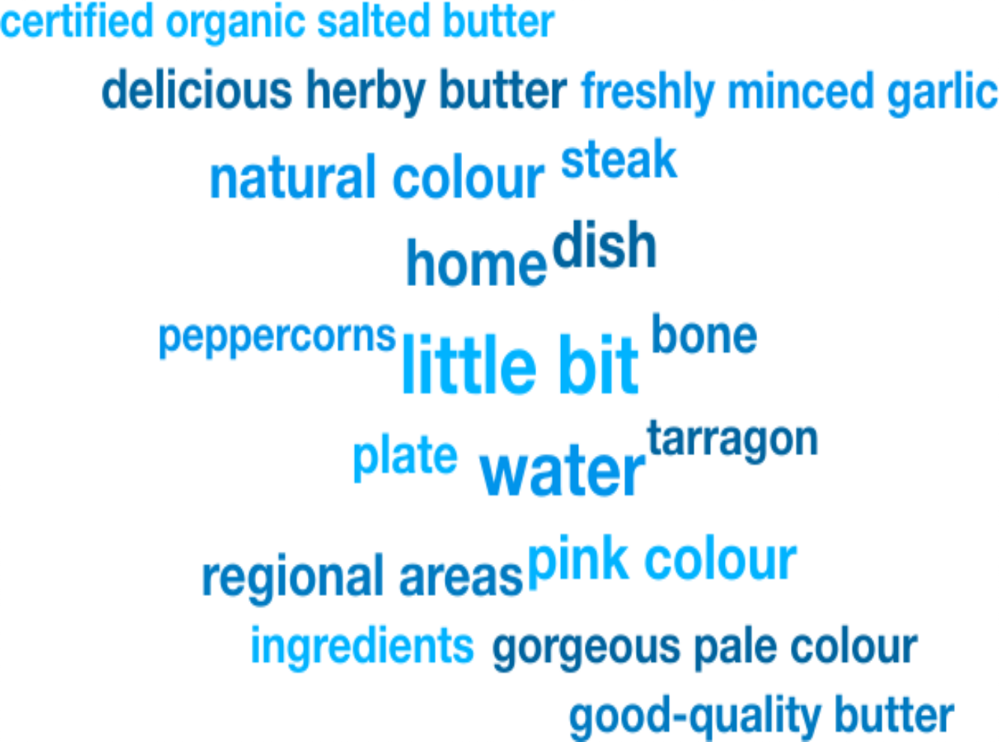 certified organic salted butter
delicious herby butter freshly minced garlic
natural colour steak
home dish
peppercorns little bit bone
plate water tarragon
regional areas pink colour
ingredients gorgeous pale colour
good-quality butter